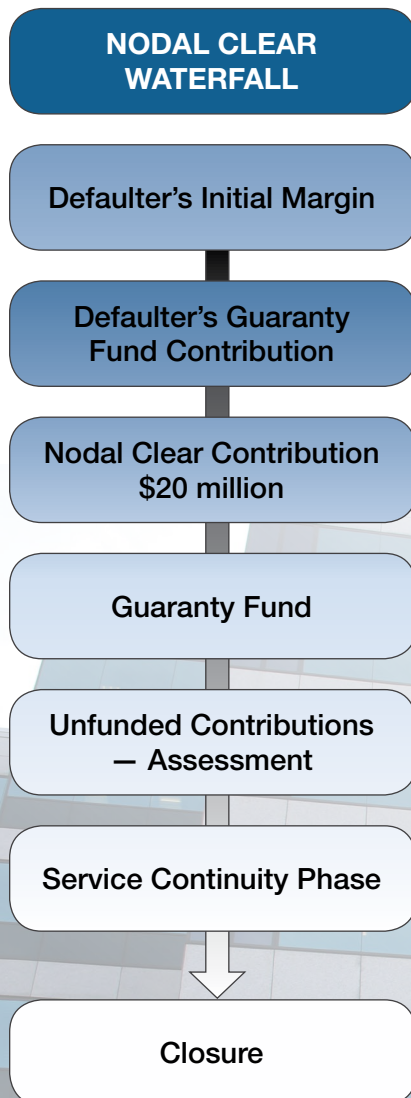 NODAL CLEAR
WATERFALL
Defaulter’s Initial Margin
Defaulter’s Guaranty
Fund Contribution
Nodal Clear Contribution
$20 million
Guaranty Fund
Unfunded Contributions
— Assessment
Service Continuity Phase
Closure